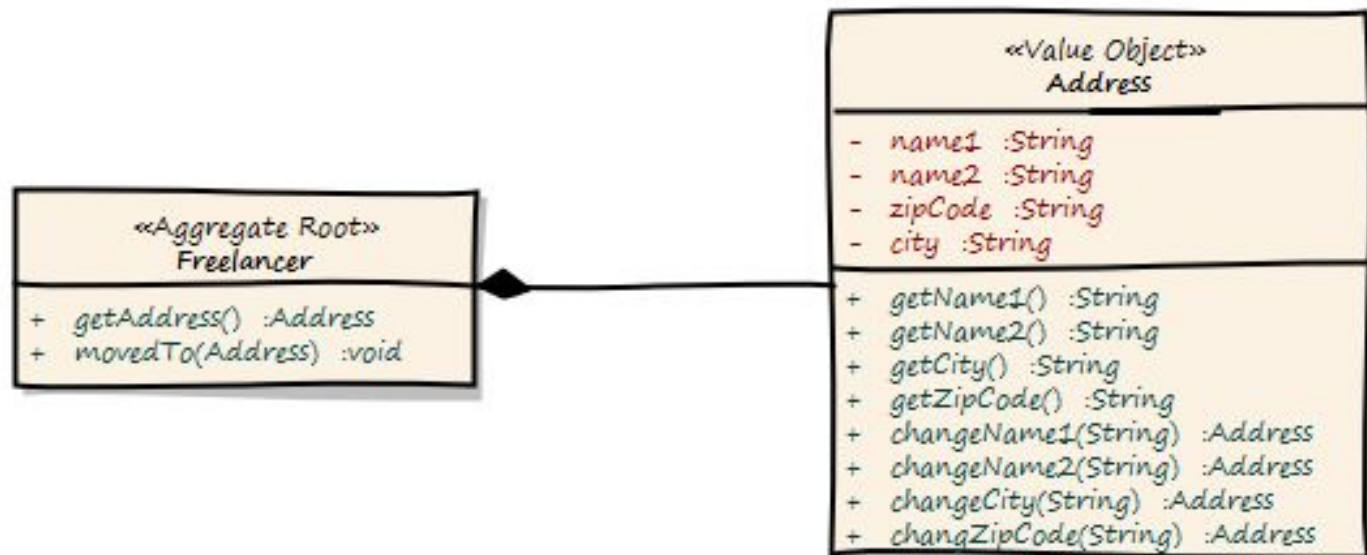 «Aggregate Root»
Freelancer
+ getAddress() :Address
+ movedTo(Address) :void
«Value Object»
Address
- name1 :String
- name2 :String
- zipCode :String
- city :String
+ getName1() :String
+ getName2() :String
+ getCity() :String
+ getZipCode() :String
+ changeName1(String) :Address
+ changeName2(String) :Address
+ changeCity(String) :Address
+ changZipCode(String) :Address